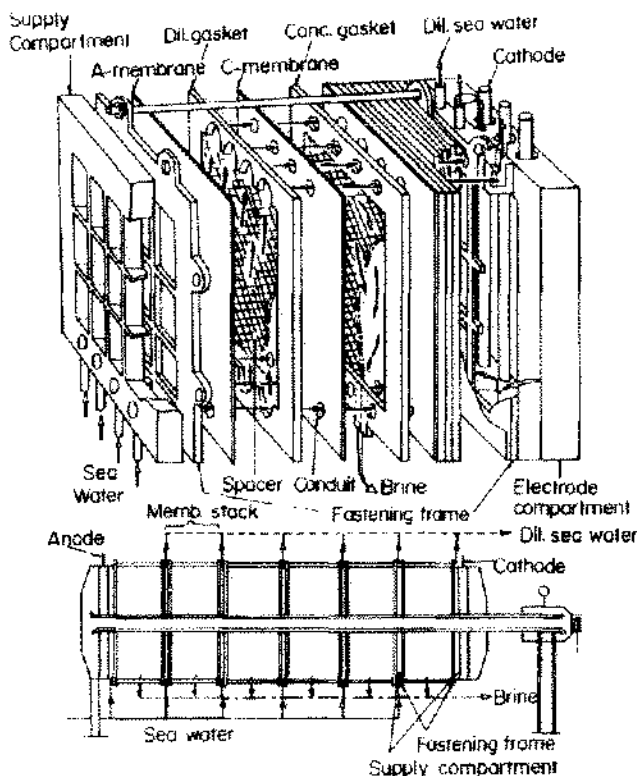 Supply
Compartment
Dil.gasket
A-membrane
Conc. gasket
C-membrane
Dil. sea water
Cathode
Sea
Water
Spacer
Conduit
Brine
Electrode
compartment
Memb. stack
Fastening frame
Dil. sea water
Anode
Cathode
Brine
Sea water
Fastening frame
Supply compartment